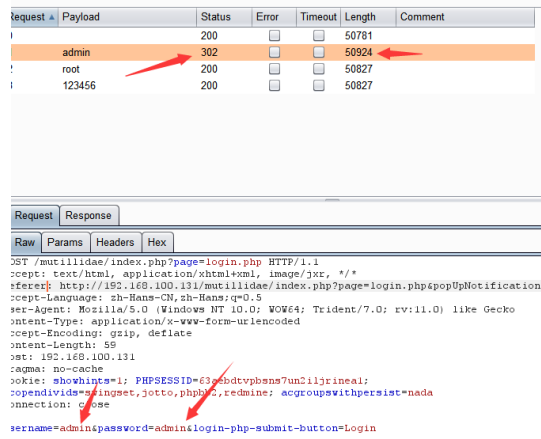 Request Payload Status Error Timeout Length Comment
200 50781
admin 302 50924
root 200 50827
123456 200 50827
Request Response
Raw Params Headers Hex
OST /mutillidae/index.php?page=login.php HTTP/1.1
ccept: text/html, application/xhtml+xml, image/jxr, */*
eferer: http://192.168.100.131/mutillidae/index.php?page=login.php&popUpNotification
ccept-Language: zh-Hans-CN,zh-Hans;q=0.5
ser-Agent: Mozilla/5.0 (Windows NT 10.0; WOW64; Trident/7.0; rv:11.0) like Gecko
ontent-Type: application/x-www-form-urlencoded
ccept-Encoding: gzip, deflate
ontent-Length: 59
ost: 192.168.100.131
ragma: no-cache
ookie: showhints=1; PHPSESSID=63aebdtvpbsns7un2iljrinea1;
copendivids=swingset,jotto,phpbb2,redmine; acgroupswithpersist=nada
onnection: close
sername=admin&password=admin&login-php-submit-button=Login